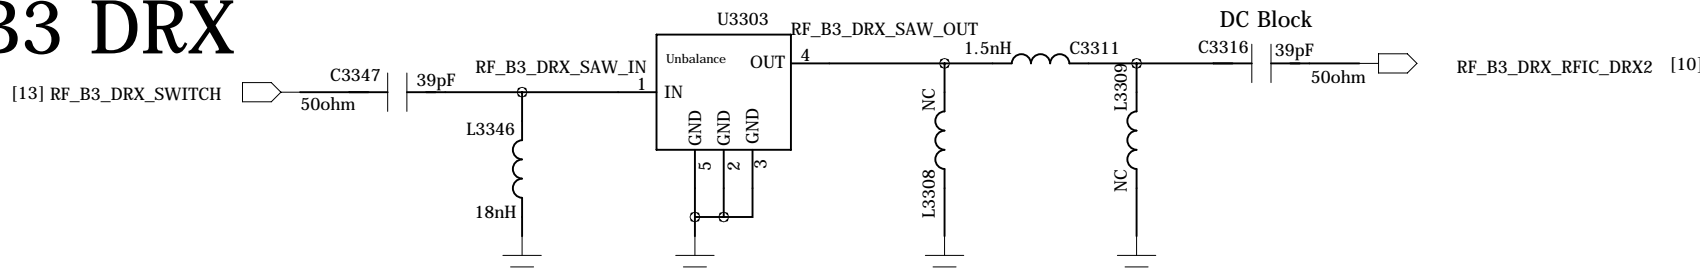 B3 DRX
U3303
RF_B3_DRX_SAW_OUT
DC Block
1.5nH
C3311
C3316
39pF
Unbalance
OUT
4
C3347
39pF
RF_B3_DRX_SAW_IN
50ohm
RF_B3_DRX_RFIC_DRX2 [10]
[13] RF_B3_DRX_SWITCH
50ohm
1
IN
NC
L3309
L3346
GND
GND
GND
5
2
3
18nH
L3308
NC